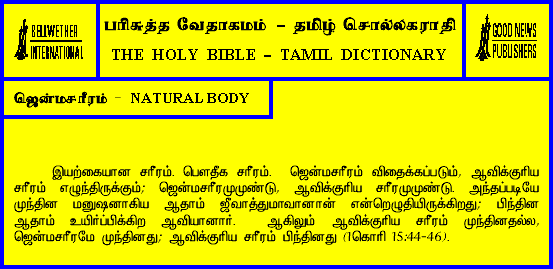 BELLWETHER
INTERNATIONAL
பரிசுத்த வேதாகமம் - தமிழ் சொல்லகராதி
THE HOLY BIBLE - TAMIL DICTIONARY
GOOD NEWS
PUBLISHERS
ஜென்மசரீரம் - NATURAL BODY
இயற்கையான சரீரம். பௌதீக சரீரம். ஜென்மசரீரம் விதைக்கப்படும், ஆவிக்குரிய
சரீரம் எழுந்திருக்கும்; ஜென்மசரீரமுமுண்டு, ஆவிக்குரிய சரீரமுமுண்டு. அந்தப்படியே
முந்தின மனுஷனாகிய ஆதாம் ஜீவாத்துமாவானான் என்றெழுதியிருக்கிறது; பிந்தின
ஆதாம் உயிர்ப்பிக்கிற ஆவியானார். ஆகிலும் ஆவிக்குரிய சரீரம் முந்தினதல்ல,
ஜென்மசரீரமே முந்தினது; ஆவிக்குரிய சரீரம் பிந்தினது (1கொரி 15:44-46).